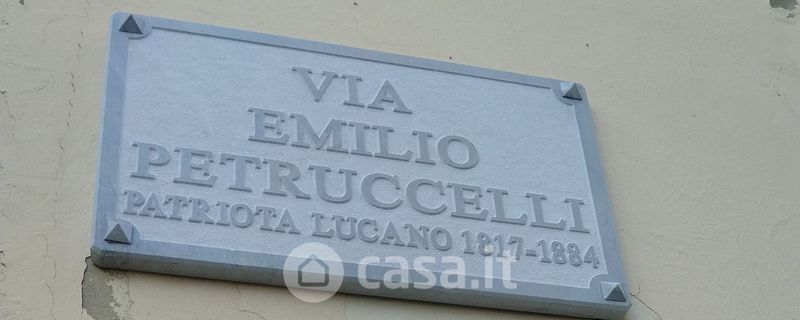 VIA
EMILIO
PETRUCCELLI
PATRIOTA LUCANO 1817-1884
casa.it